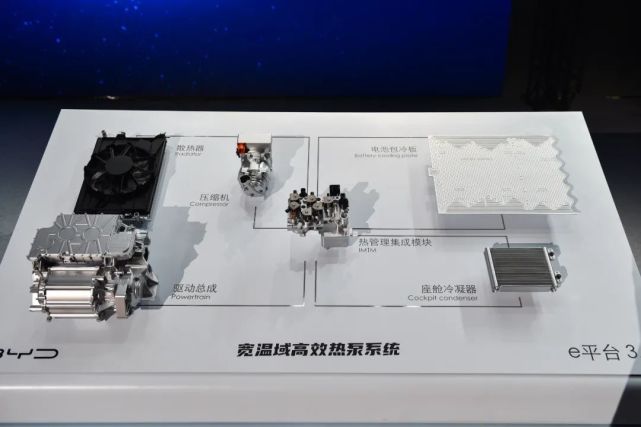 散热器
Radiator
电池包冷板
Battery cooling plate
压缩机
Compressor
热管理集成模块
IMIM
驱动总成
Powertrain
座舱冷凝器
Cockpit condenser
BYD
宽温域高效热泵系统
e平台 3